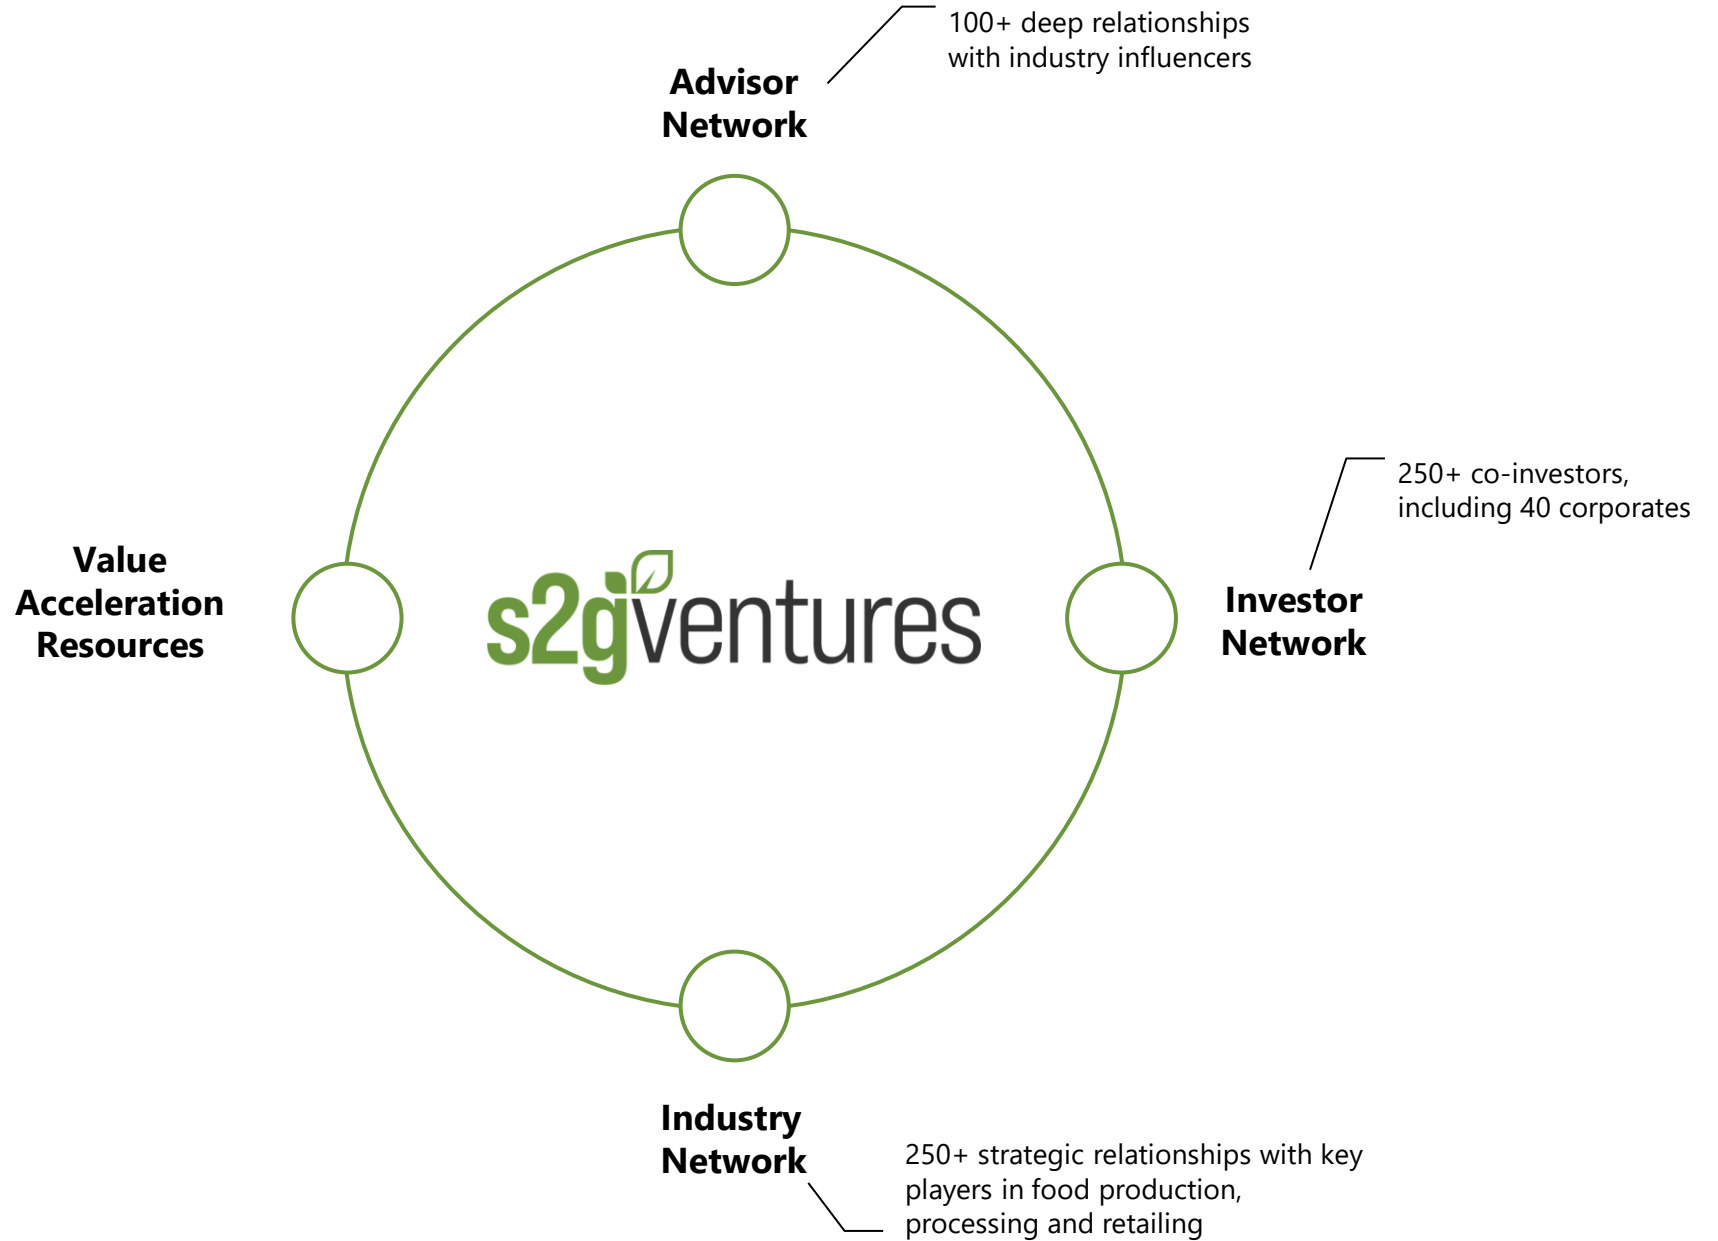 100+ deep relationships
with industry influencers
Advisor
Network
250+ co-investors,
including 40 corporates
Value
Acceleration
Resources
s2gventures
Investor
Network
Industry
Network
250+ strategic relationships with key
players in food production,
processing and retailing